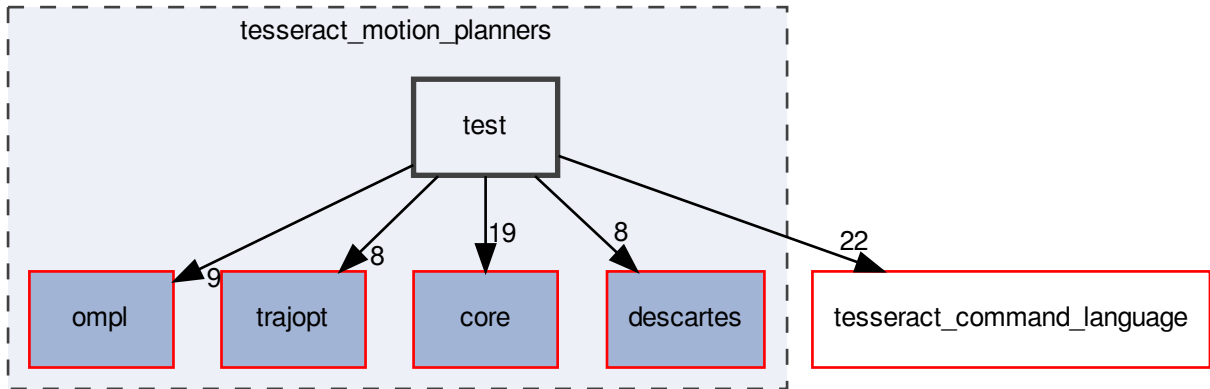 tesseract_motion_planners
test
9
8
19
8
22
ompl
trajopt
core
descartes
tesseract_command_language